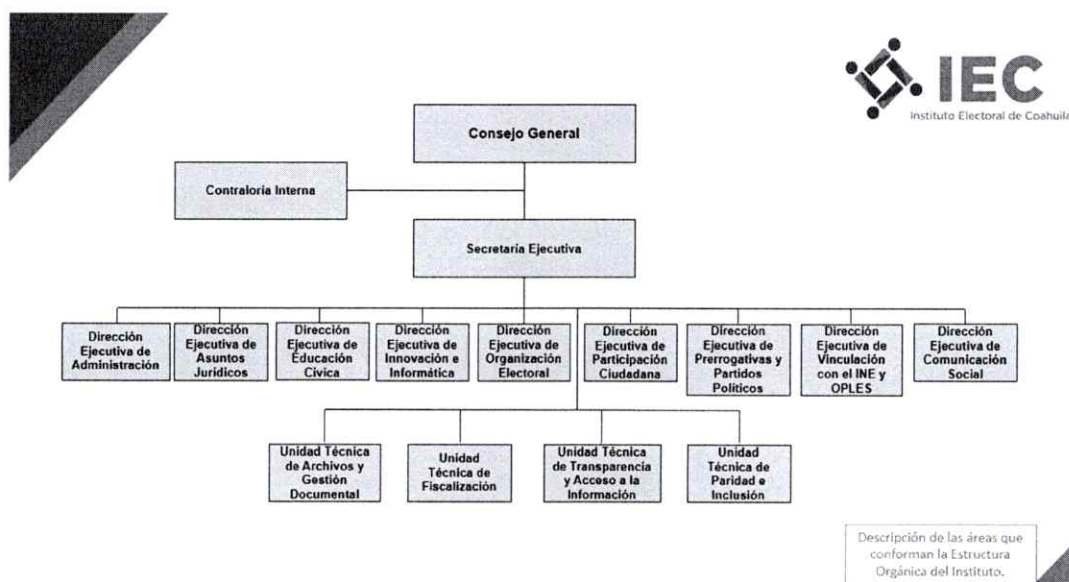 IEC
Instituto Electoral de Coahuila
Consejo General
Contraloría Interna
Secretaría Ejecutiva
Dirección
Ejecutiva de
Administración
Dirección
Ejecutiva de
Asuntos
Jurídicos
Dirección
Ejecutiva de
Educación
Cívica
Dirección
Ejecutiva de
Innovación e
Informática
Dirección
Ejecutiva de
Organización
Electoral
Dirección
Ejecutiva de
Participación
Ciudadana
Dirección
Ejecutiva de
Prerrogativas y
Partidos
Políticos
Dirección
Ejecutiva de
Vinculación
con el INE y
OPLES
Dirección
Ejecutiva de
Comunicación
Social
Unidad Técnica
de Archivos y
Gestión
Documental
Unidad
Técnica de
Fiscalización
Unidad Técnica
de Transparencia
y Acceso a la
Información
Unidad
Técnica de
Paridad e
Inclusión
Descripción de las áreas que
conforman la Estructura
Orgánica del Instituto.